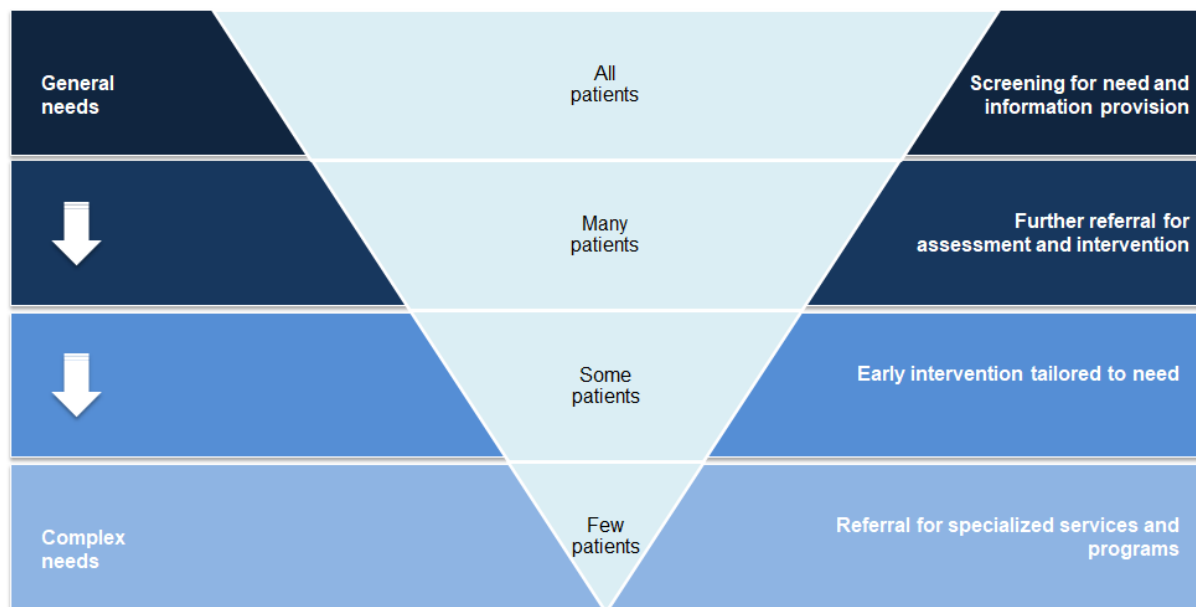 General
needs
All
patients
Screening for need and
information provision
Many
patients
Further referral for
assessment and intervention
Some
patients
Early intervention tailored to need
Complex
needs
Few
patients
Referral for specialized services and
programs